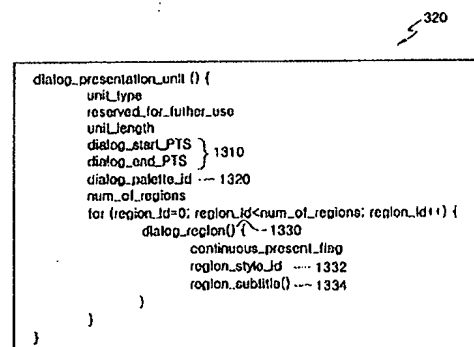 320
dialog_presentation_unit () {
unit_type
reserved_for_futher_use
unit_length
dialog_start_PTS
dialog_end_PTS } 1310
dialog_palette_id --- 1320
num_of_regions
for (region_id=0; region_id<num_of_regions; region_id++) {
dialog_region() { 1330
continuous_present_flag
region_style_id ---- 1332
region_subtitle() --- 1334
}
}
}